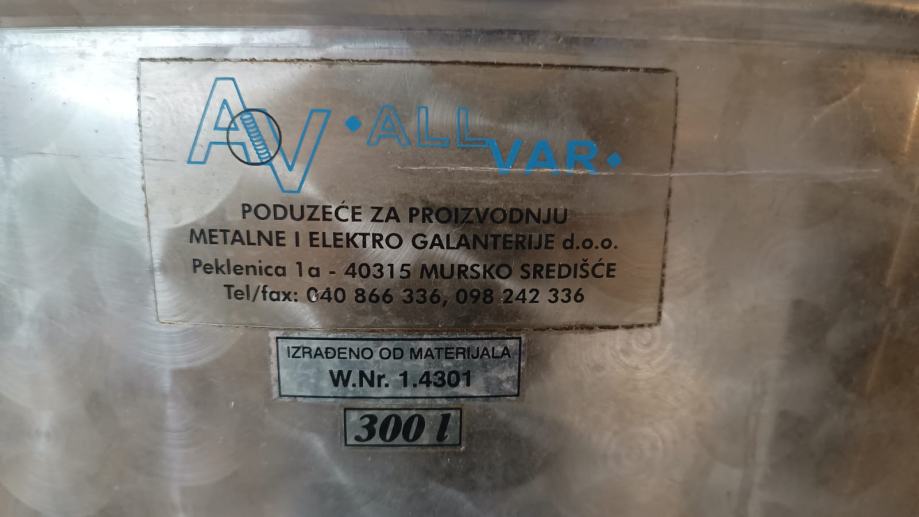 AV
ALL VAR
PODUZEĆE ZA PROIZVODNJU
METALNE I ELEKTRO GALANTERIJE d.o.o.
Peklenica 1a - 40315 MURSKO SREDIŠĆE
Tel/fax: 040 866 336, 098 242 336
IZRAĐENO OD MATERIJALA
W.Nr. 1.4301
300 l